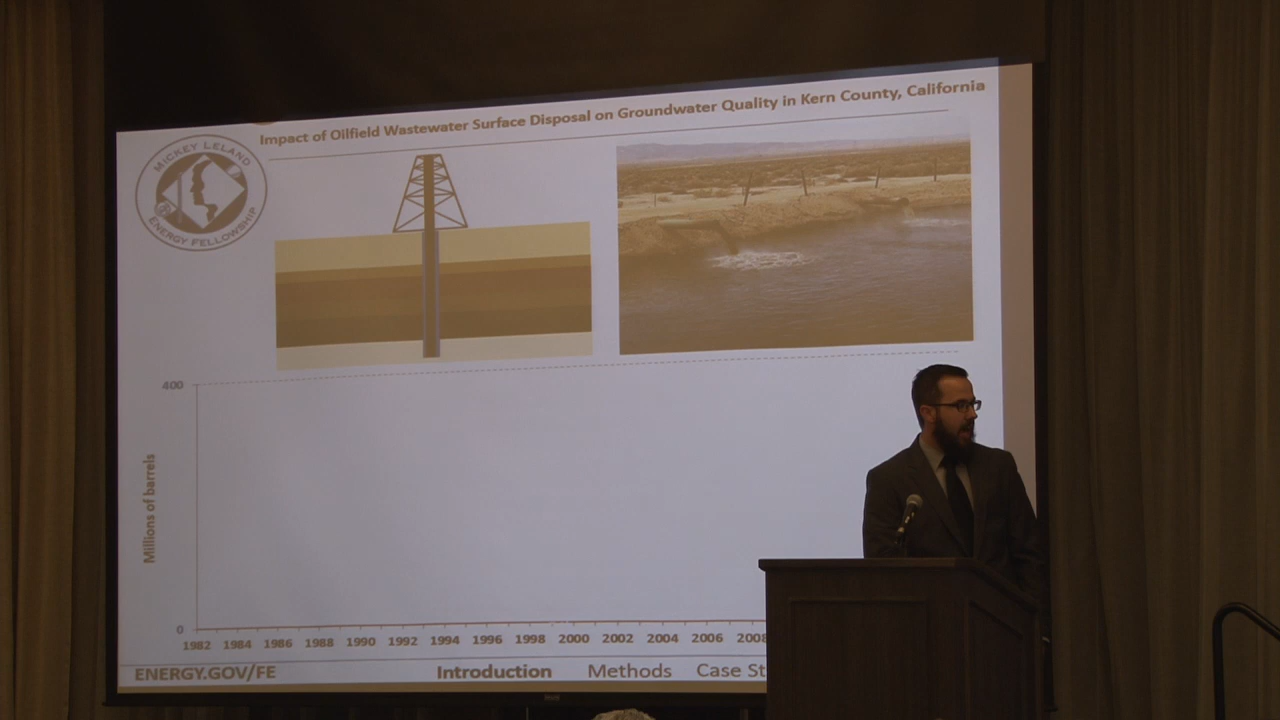 Impact of Oilfield Wastewater Surface Disposal on Groundwater Quality in Kern County, California
MICKEY LELAND
ENERGY FELLOWSHIP
400
Millions of barrels
0
1982 1984 1986 1988 1990 1992 1994 1996 1998 2000 2002 2004 2006 2008
ENERGY.GOV/FE Introduction Methods Case St